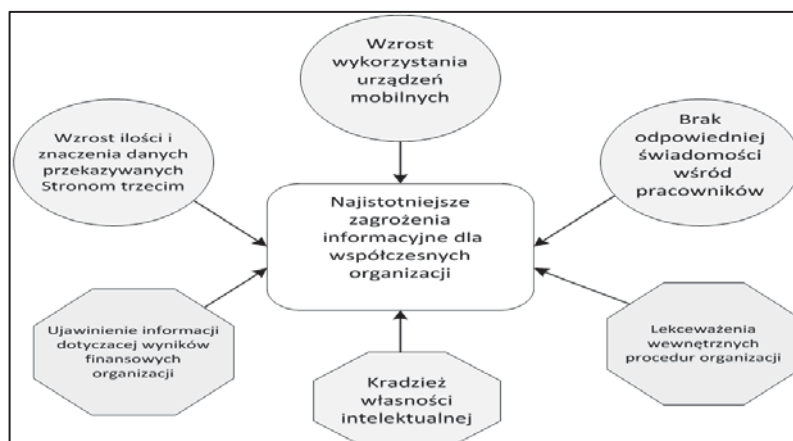 Wzrost
wykorzystania
urządzeń
mobilnych
Wzrost ilości i
znaczenia danych
przekazywanych
Stronom trzecim
Brak
odpowiedniej
świadomości
wśród
pracowników
Najistotniejsze
zagrożenia
informacyjne dla
współczesnych
organizacji
Ujawinienie informacji
dotyczacej wyników
finansowych
organizacji
Kradzież
własności
intelektualnej
Lekceważenia
wewnętrznych
procedur organizacji